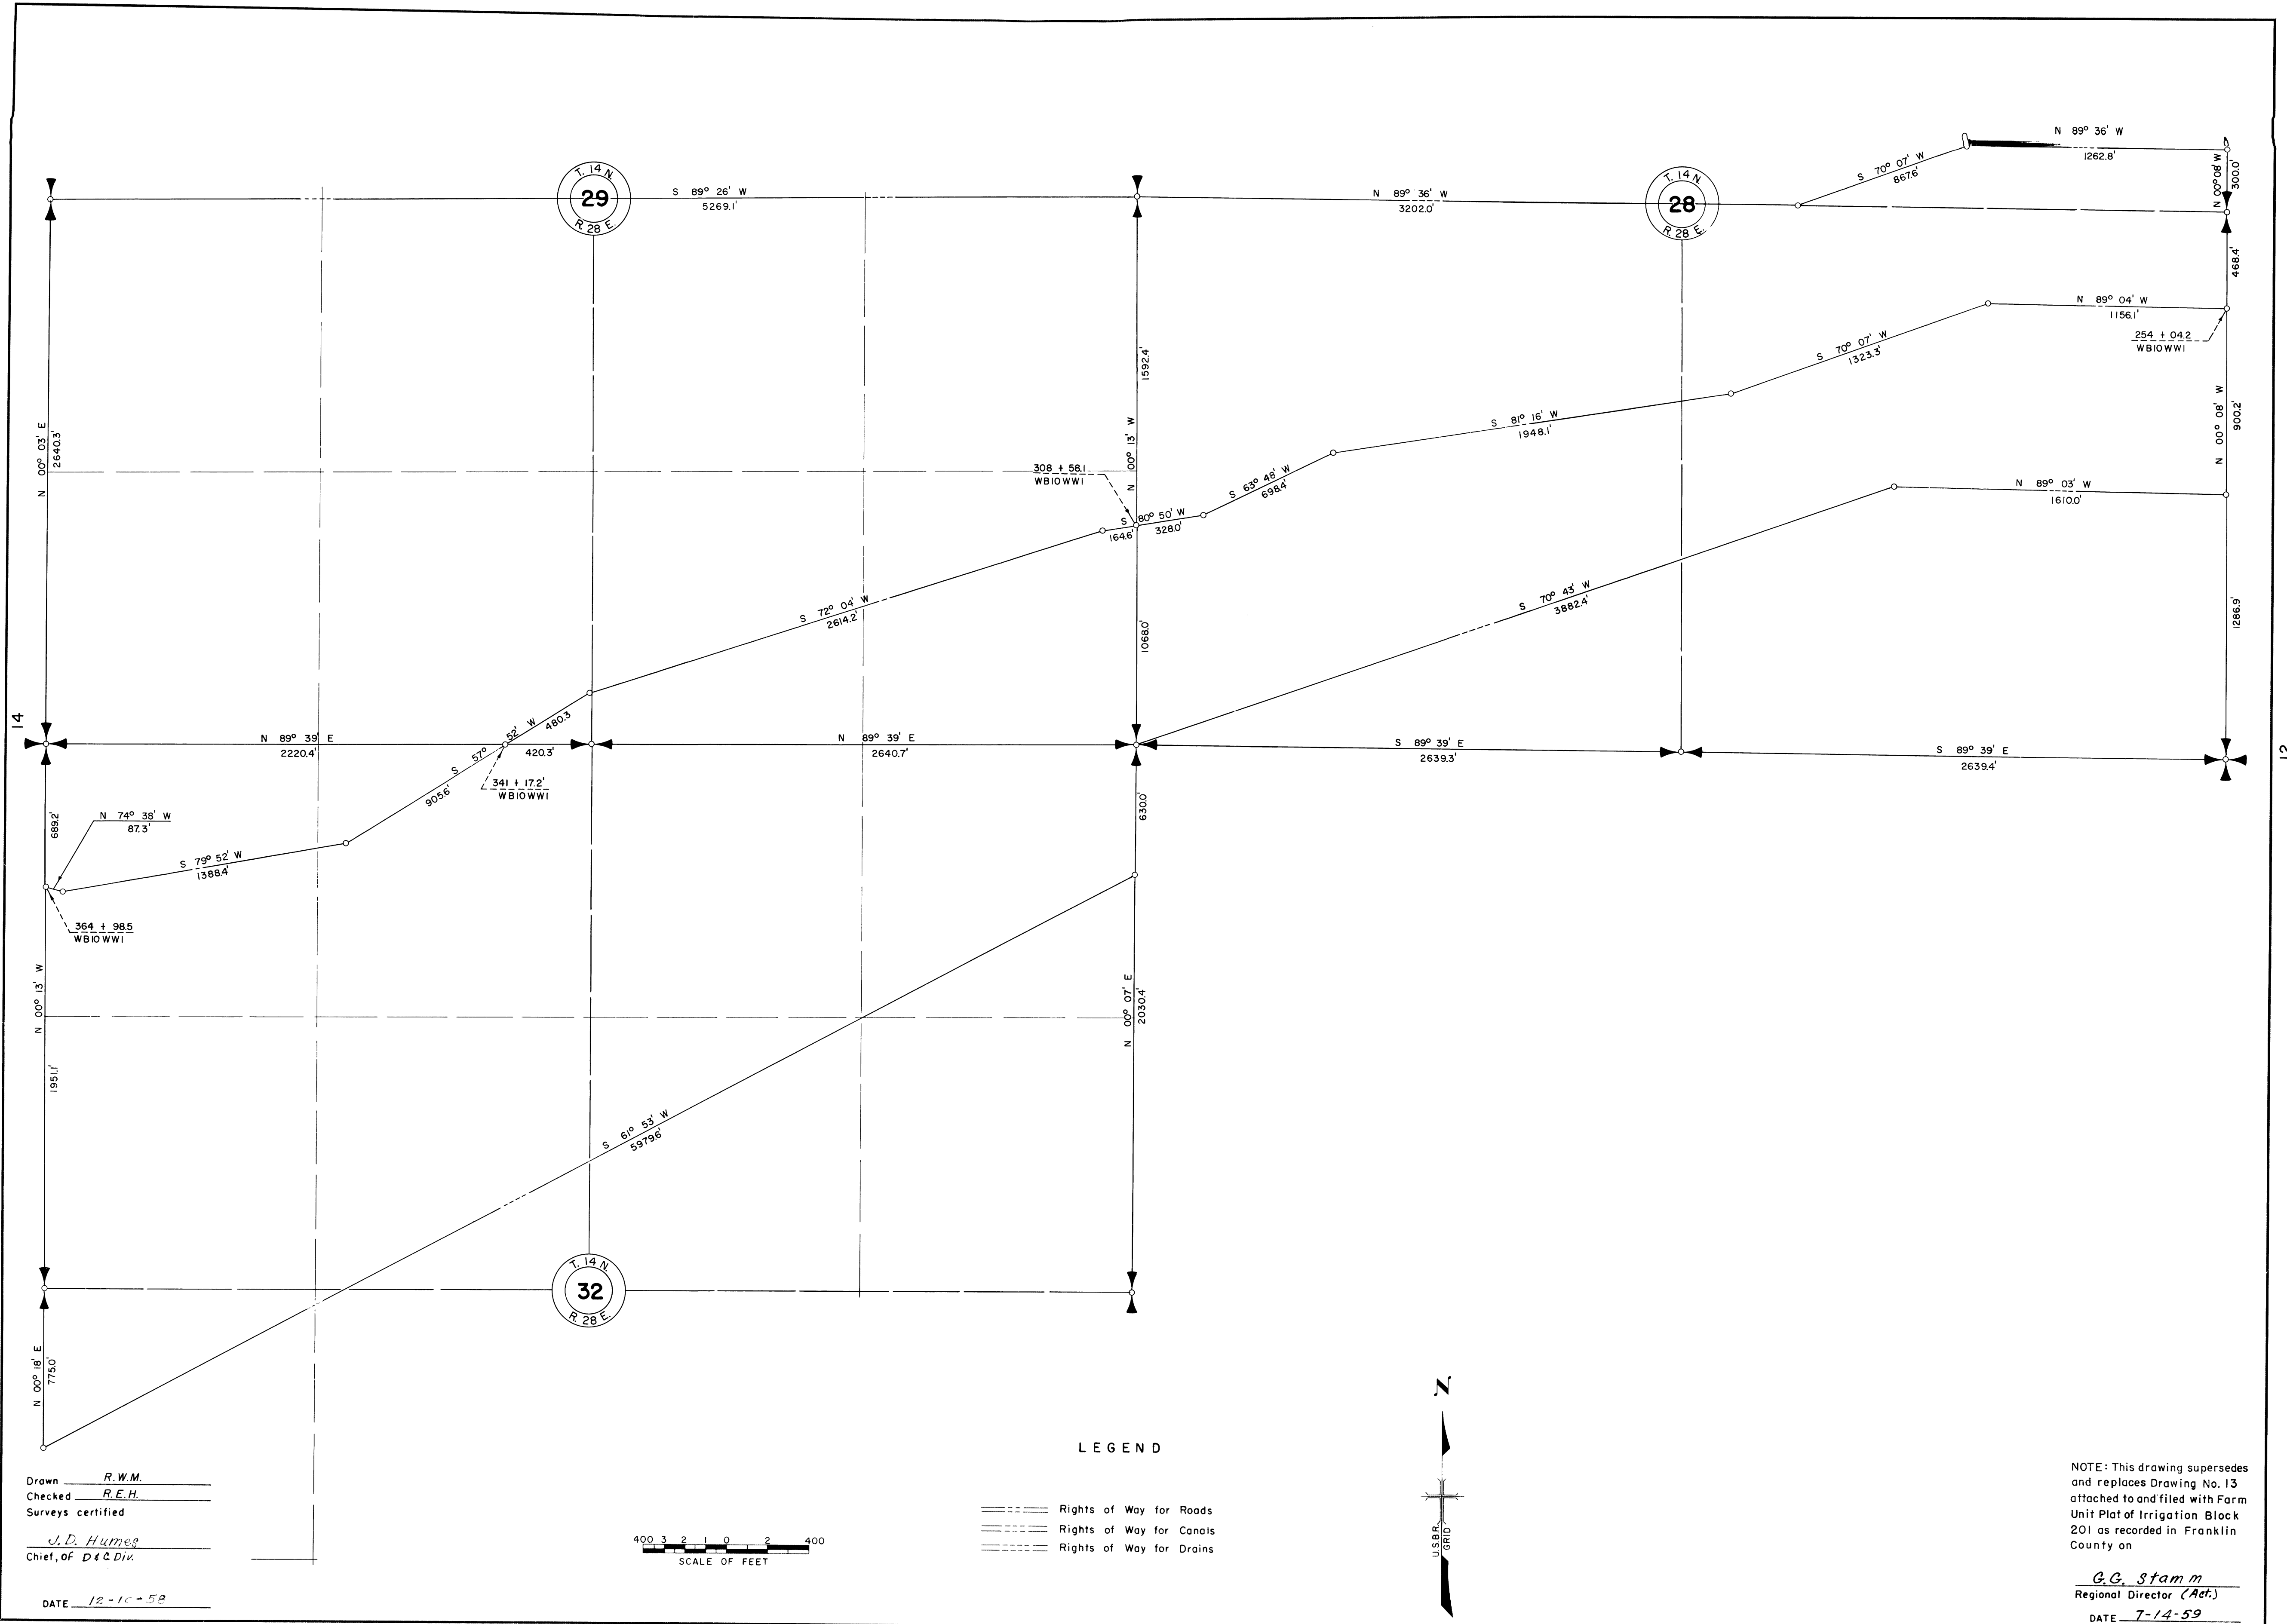 N 89° 36' W
1262.8'
S 70° 07' W
867.6'
N 00° 08' W
300.0'
T. 14 N.
29
R. 28 E.
S 89° 26' W
5269.1'
N 89° 36' W
3202.0'
T. 14 N.
28
R. 28 E.
468.4'
N 89° 04' W
1156.1'
254 + 04.2
WB10WW1
S 70° 07' W
1323.3'
1592.4'
N 00° 13' W
N 00° 08' W
900.2'
S 81° 16' W
1948.1'
N 00° 03' E
2640.3'
308 + 58.1
WB10WW1
S 63° 48' W
698.4'
N 89° 03' W
1610.0'
S 80° 50' W
164.6'
328.0'
S 72° 04' W
2614.2'
S 70° 43' W
3882.4'
1068.0'
1286.9'
14
N 89° 39' E
2220.4'
S 57° 52' W
480.3
905.6'
420.3'
N 89° 39' E
2640.7'
S 89° 39' E
2639.3'
S 89° 39' E
2639.4'
12
341 + 17.2'
WB10WW1
689.2'
N 74° 38' W
87.3'
630.0'
S 79° 52' W
1388.4'
364 + 98.5
WB10WW1
N 00° 13' W
1951.1'
N 00° 07' E
2030.4'
S 61° 53' W
5979.6'
T. 14 N.
32
R. 28 E.
N 00° 18' E
775.0'
N
U.S.B.R.
GRID
LEGEND
Rights of Way for Roads
Rights of Way for Canals
Rights of Way for Drains
400 3 2 1 0 2 400
SCALE OF FEET
Drawn R.W.M.
Checked R.E.H.
Surveys certified
J.D. Humes
Chief, of D & C Div.
DATE 12-10-58
NOTE: This drawing supersedes
and replaces Drawing No. 13
attached to and filed with Farm
Unit Plat of Irrigation Block
201 as recorded in Franklin
County on
G.G. Stamm
Regional Director (Act.)
DATE 7-14-59